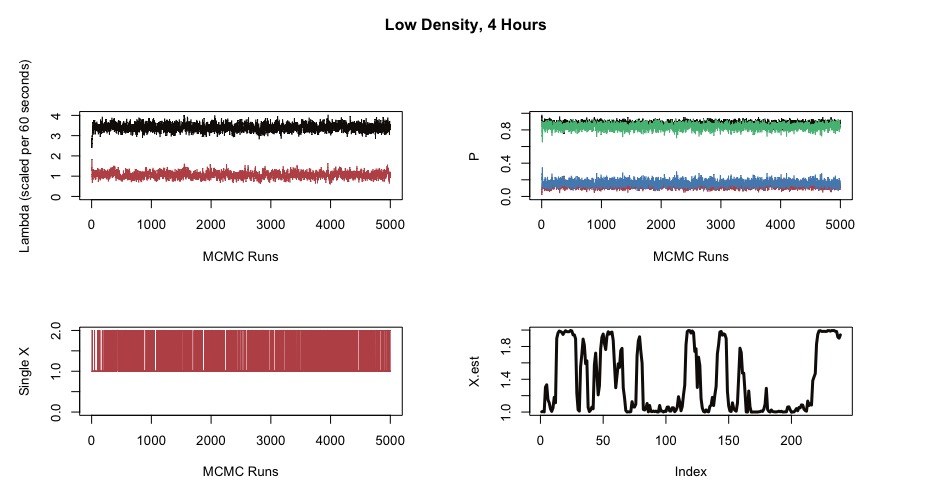 Low Density, 4 Hours
Lambda (scaled per 60 seconds)
0 1 2 3 4
0 1000 2000 3000 4000 5000
MCMC Runs
P
0.0 0.4 0.8
0 1000 2000 3000 4000 5000
MCMC Runs
Single X
0.0 1.0 2.0
0 1000 2000 3000 4000 5000
MCMC Runs
X.est
1.0 1.4 1.8
0 50 100 150 200
Index